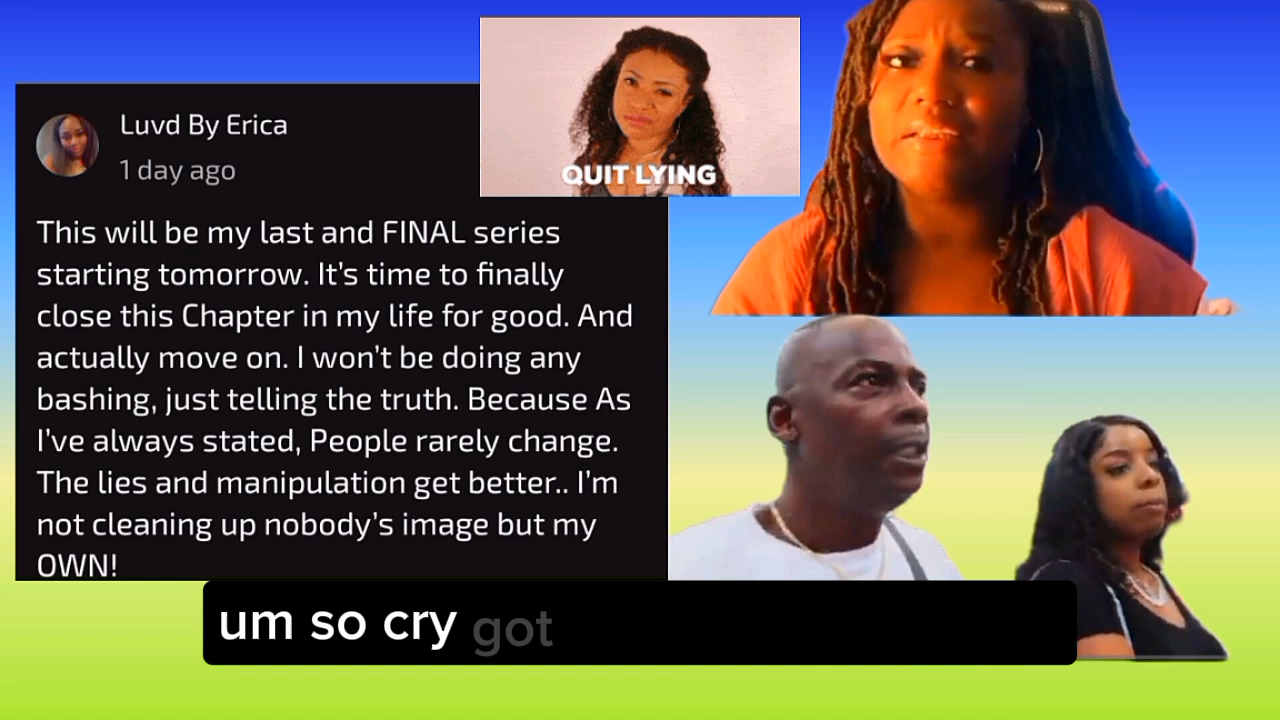 Luvd By Erica
1 day ago
QUIT LYING
This will be my last and FINAL series
starting tomorrow. It’s time to finally
close this Chapter in my life for good. And
actually move on. I won’t be doing any
bashing, just telling the truth. Because As
I’ve always stated, People rarely change.
The lies and manipulation get better.. I’m
not cleaning up nobody’s image but my
OWN!
um so cry got